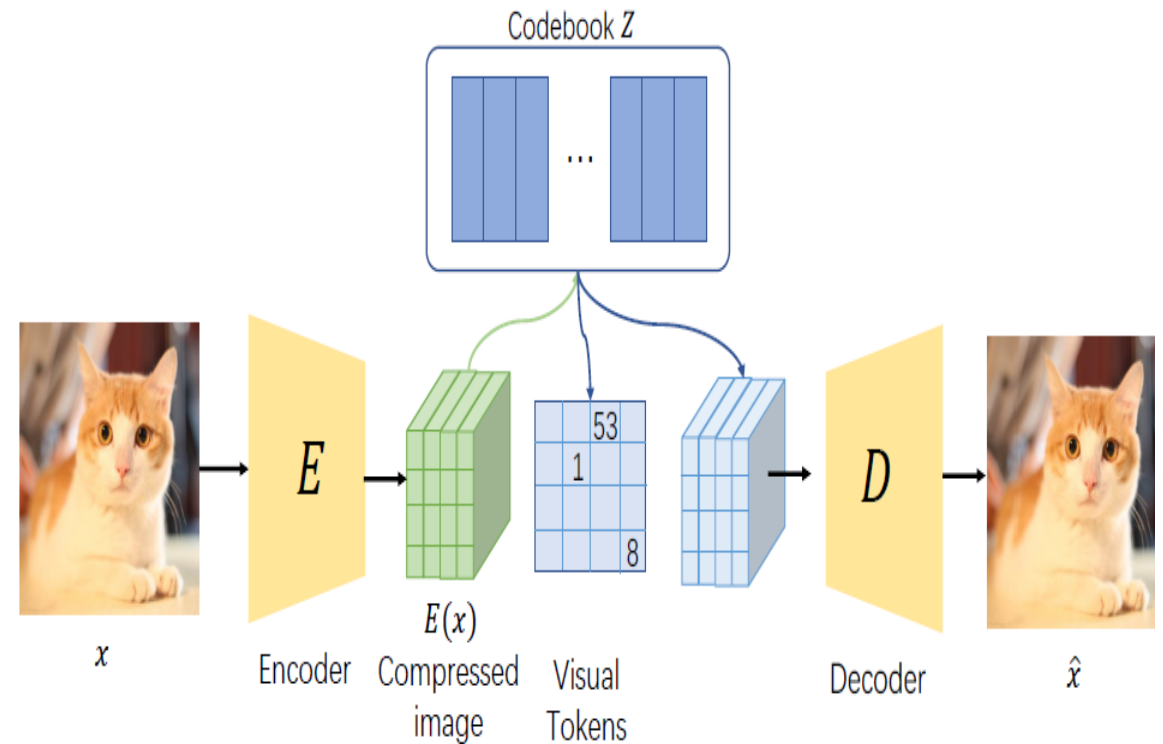 Codebook Z
...
53
1
8
E
D
x
E(x)
x̂
Encoder
Compressed
image
Visual
Tokens
Decoder